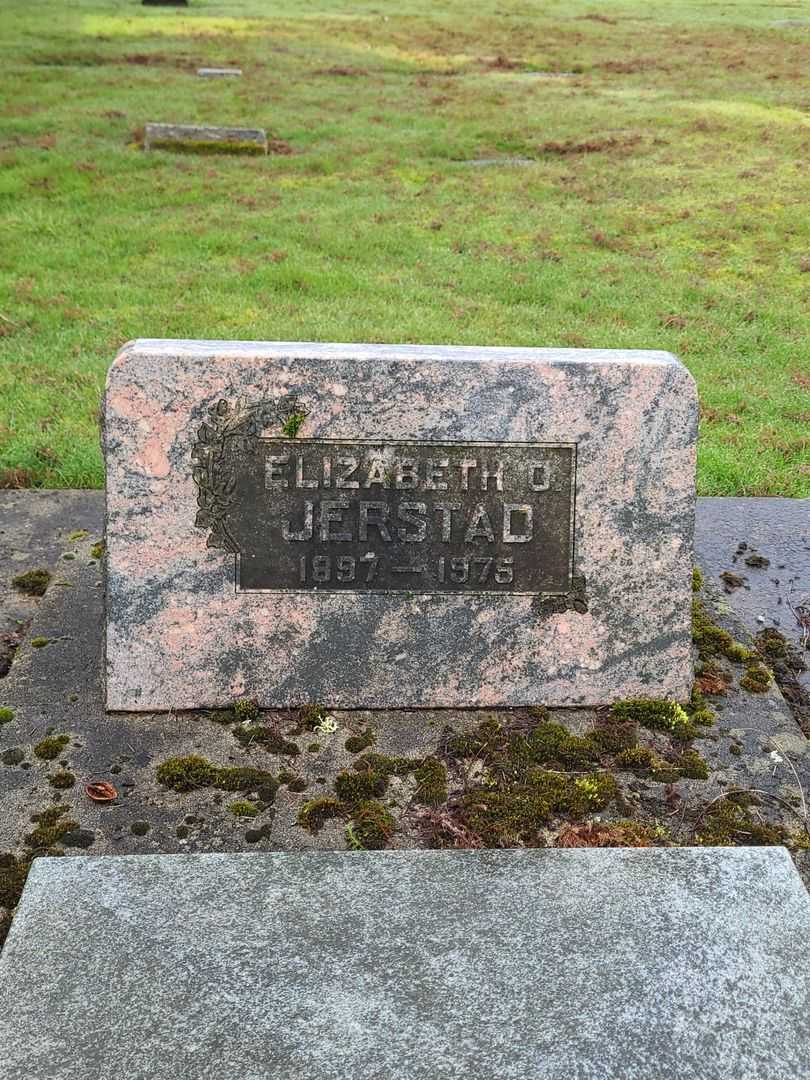 ELIZABETH O.
JERSTAD
1897 — 1975